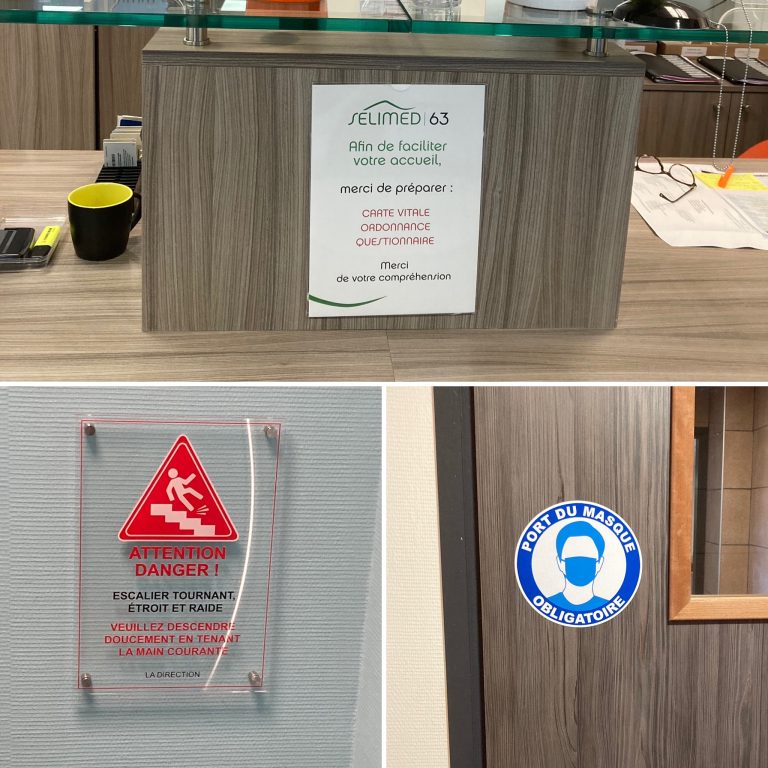 SELIMED|63
Afin de faciliter
votre accueil,
merci de préparer :
CARTE VITALE
ORDONNANCE
QUESTIONNAIRE
Merci
de votre compréhension
ATTENTION
DANGER !
ESCALIER TOURNANT,
ÉTROIT ET RAIDE
VEUILLEZ DESCENDRE
DOUCEMENT EN TENANT
LA MAIN COURANTE
LA DIRECTION
PORT DU MASQUE
OBLIGATOIRE